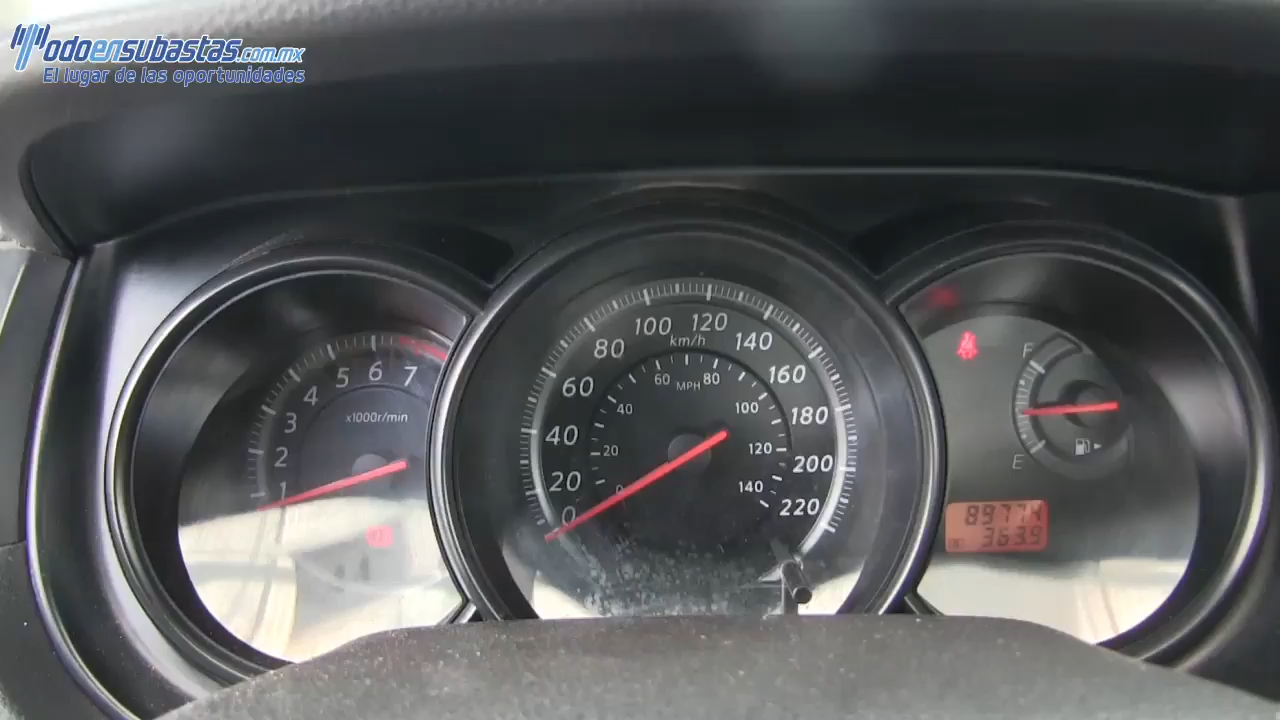 Todoensubastas.com.mx
El lugar de las oportunidades
1 2 3 4 5 6 7
x1000r/min
0 20 40 60 80 100 120 140 160 180 200 220
km/h
0 20 40 60 80 100 120 140
MPH
F
E
89774
363.9